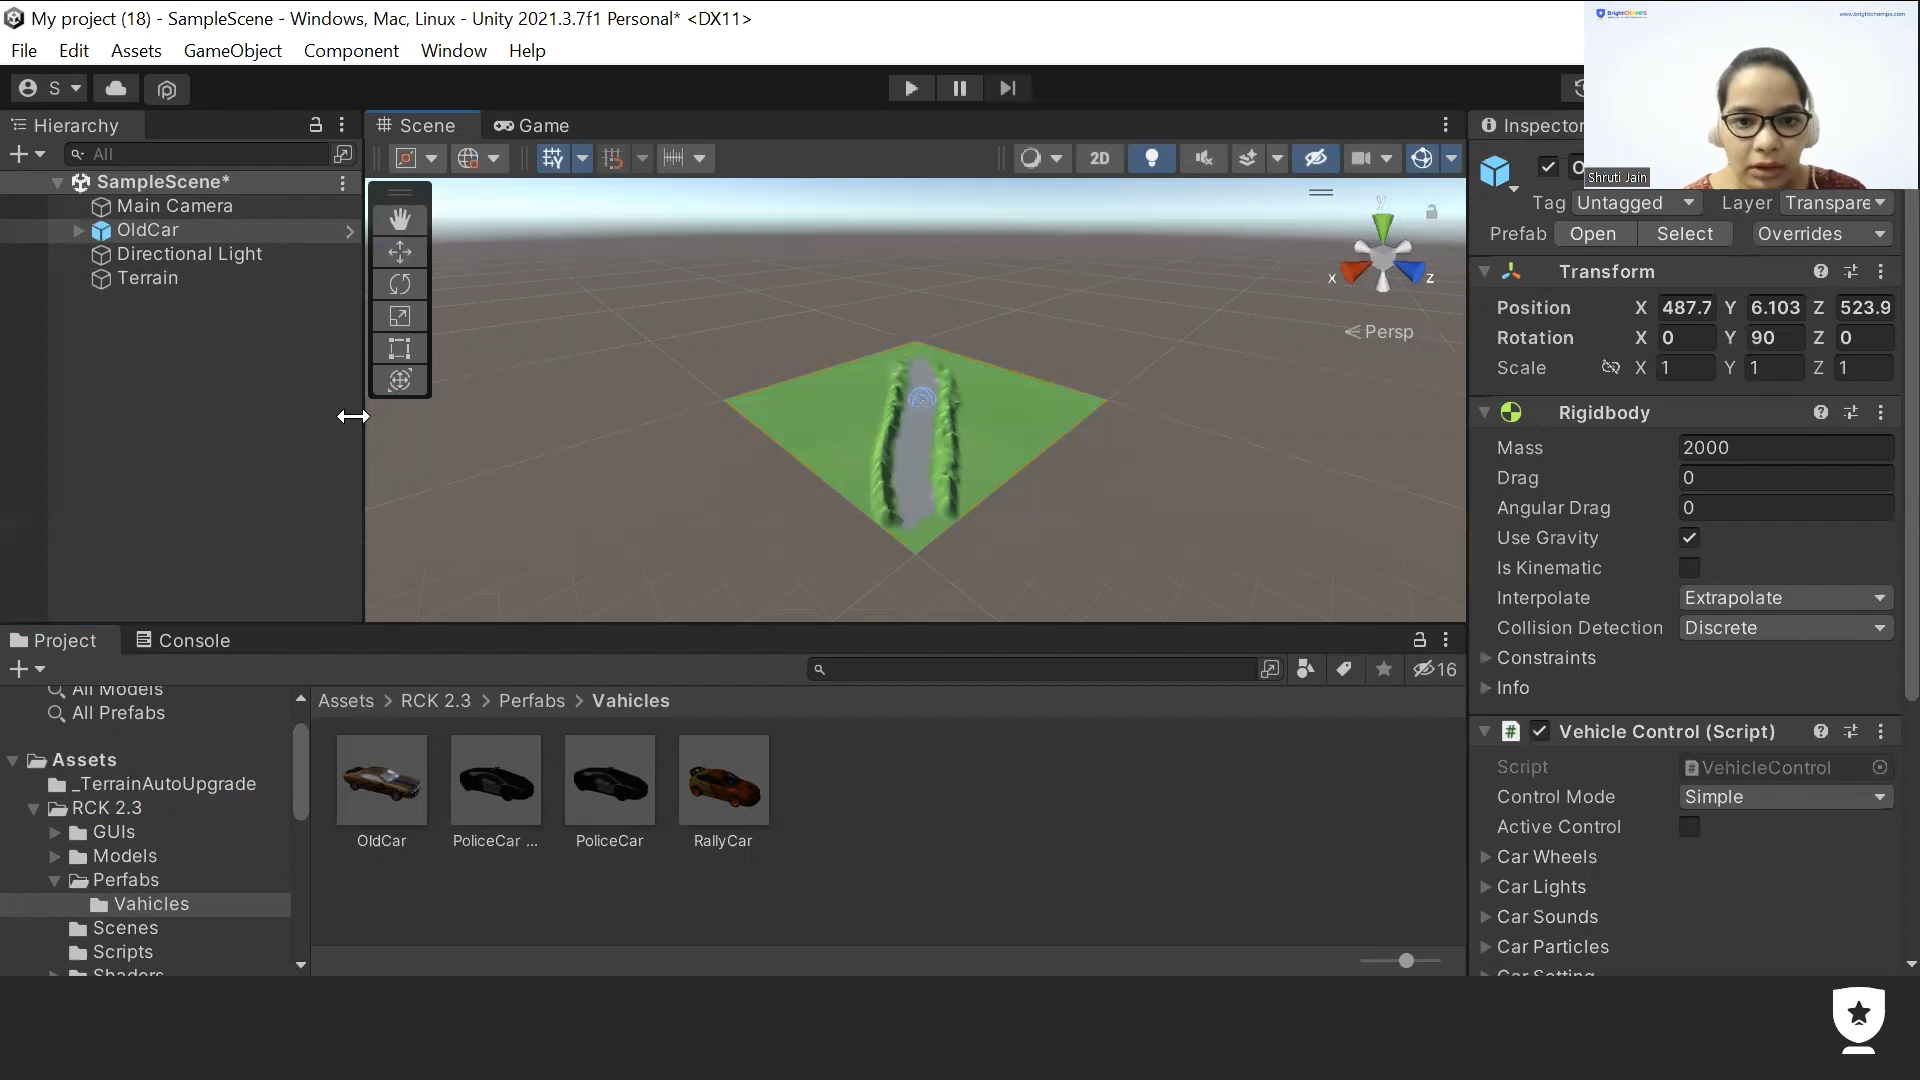 My project (18) - SampleScene - Windows, Mac, Linux - Unity 2021.3.7f1 Personal* <DX11>
File Edit Assets GameObject Component Window Help
S
Hierarchy
Scene
Game
Inspector
All
2D
SampleScene*
Main Camera
OldCar
Directional Light
Terrain
y
x
z
Persp
BrightCHAMPS
www.brightchamps.com
Shruti Jain
Tag Untagged Layer Transpare
Prefab Open Select Overrides
Transform
Position X 487.7 Y 6.103 Z 523.9
Rotation X 0 Y 90 Z 0
Scale X 1 Y 1 Z 1
Rigidbody
Mass 2000
Drag 0
Angular Drag 0
Use Gravity
Is Kinematic
Interpolate Extrapolate
Collision Detection Discrete
Constraints
Info
Vehicle Control (Script)
Script VehicleControl
Control Mode Simple
Active Control
Car Wheels
Car Lights
Car Sounds
Car Particles
Car Setting
Project
Console
16
All Models
All Prefabs
Assets
_TerrainAutoUpgrade
RCK 2.3
GUIs
Models
Perfabs
Vahicles
Scenes
Scripts
Shaders
Assets > RCK 2.3 > Perfabs > Vahicles
OldCar
PoliceCar ...
PoliceCar
RallyCar